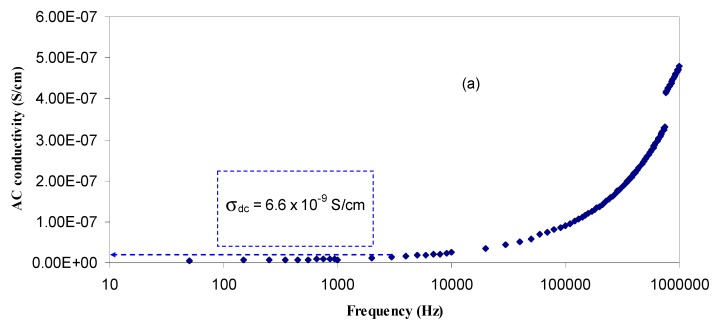 6.00E-07
5.00E-07
4.00E-07
3.00E-07
2.00E-07
1.00E-07
0.00E+00
AC conductivity (S/cm)
(a)
σdc = 6.6 x 10⁻⁹ S/cm
10 100 1000 10000 100000 1000000
Frequency (Hz)